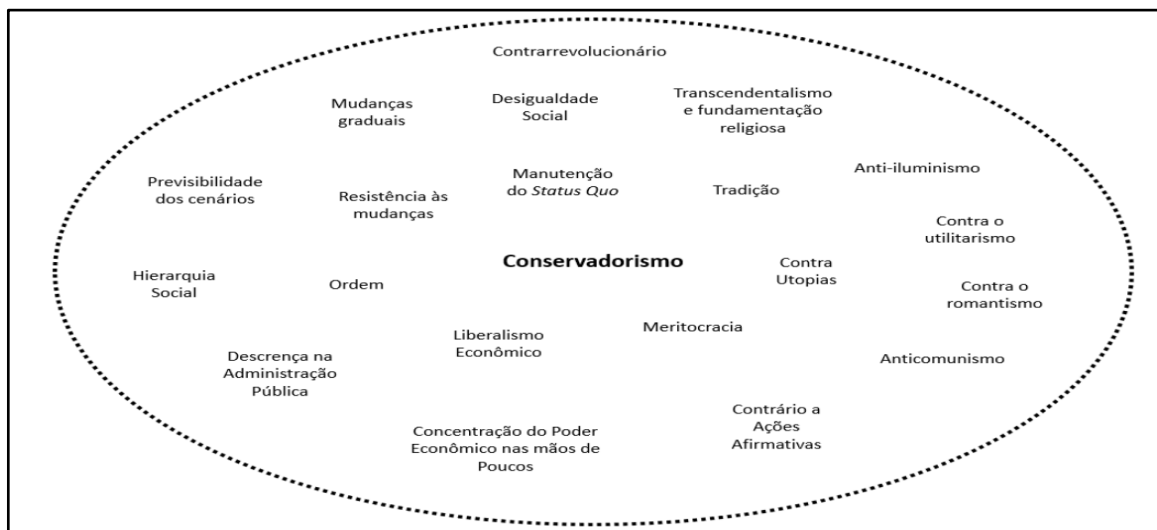 Contrarrevolucionário
Mudanças
graduais
Desigualdade
Social
Transcendentalismo
e fundamentação
religiosa
Anti-iluminismo
Previsibilidade
dos cenários
Resistência às
mudanças
Manutenção
do Status Quo
Tradição
Contra o
utilitarismo
Conservadorismo
Hierarquia
Social
Ordem
Contra
Utopias
Contra o
romantismo
Liberalismo
Econômico
Meritocracia
Descrença na
Administração
Pública
Anticomunismo
Concentração do Poder
Econômico nas mãos de
Poucos
Contrário a
Ações
Afirmativas